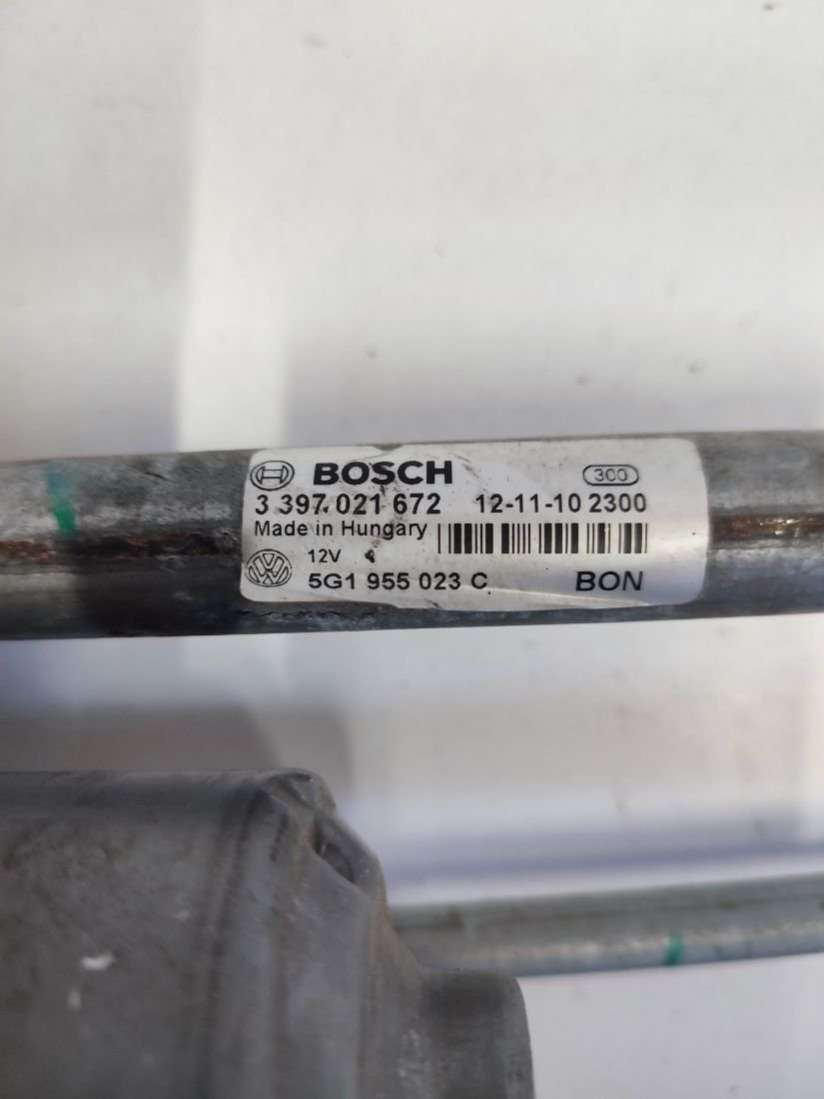 BOSCH 300
3 397 021 672 12-11-10 2300
Made in Hungary
12V
5G1 955 023 C BON